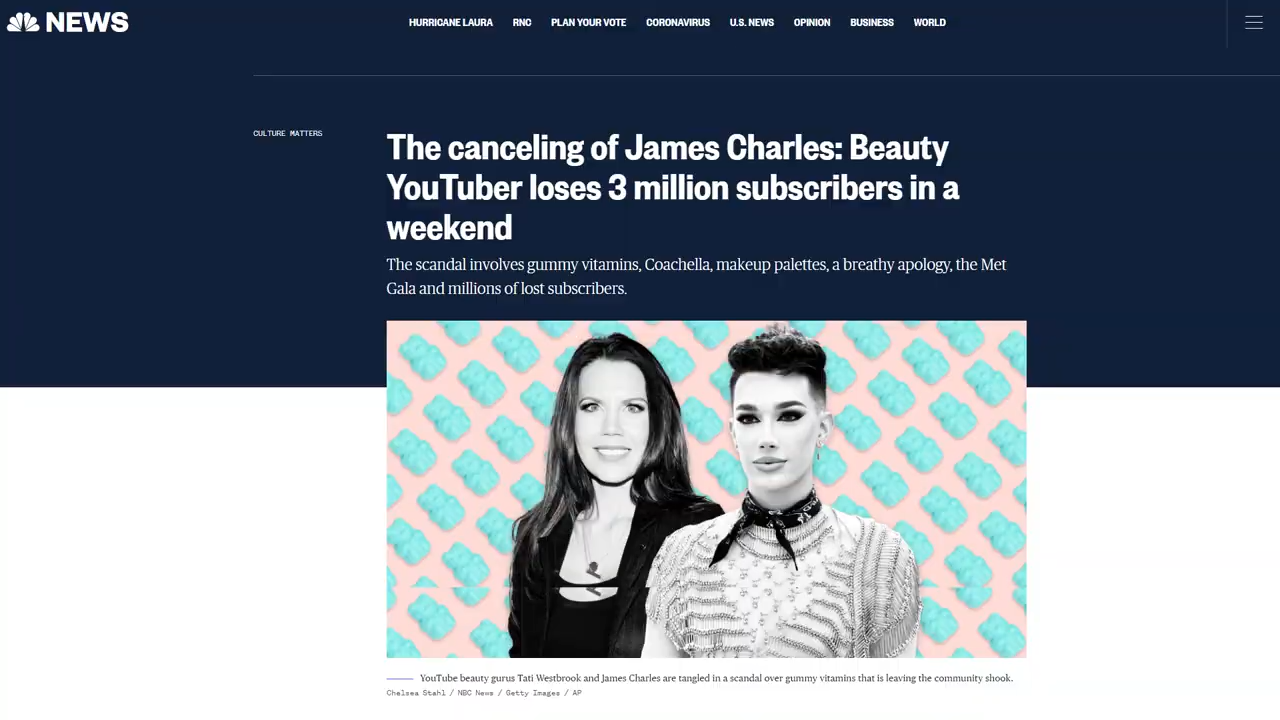 NEWS
HURRICANE LAURA RNC PLAN YOUR VOTE CORONAVIRUS U.S. NEWS OPINION BUSINESS WORLD
CULTURE MATTERS
The canceling of James Charles: Beauty
YouTuber loses 3 million subscribers in a
weekend
The scandal involves gummy vitamins, Coachella, makeup palettes, a breathy apology, the Met
Gala and millions of lost subscribers.
YouTube beauty gurus Tati Westbrook and James Charles are tangled in a scandal over gummy vitamins that is leaving the community shook.
Chelsea Stahl / NBC News / Getty Images / AP